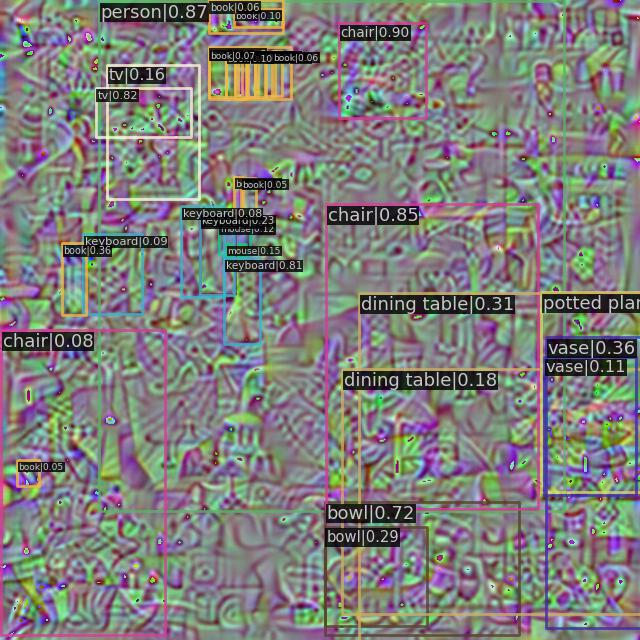 person|0.87
book|0.06
book|0.10
chair|0.90
book|0.07
book|0.06
tv|0.16
tv|0.82
book|0.05
keyboard|0.08
chair|0.85
keyboard|0.23
mouse|0.12
keyboard|0.09
book|0.36
mouse|0.15
keyboard|0.81
dining table|0.31
potted plan
chair|0.08
vase|0.36
vase|0.11
dining table|0.18
book|0.05
bowl|0.72
bowl|0.29